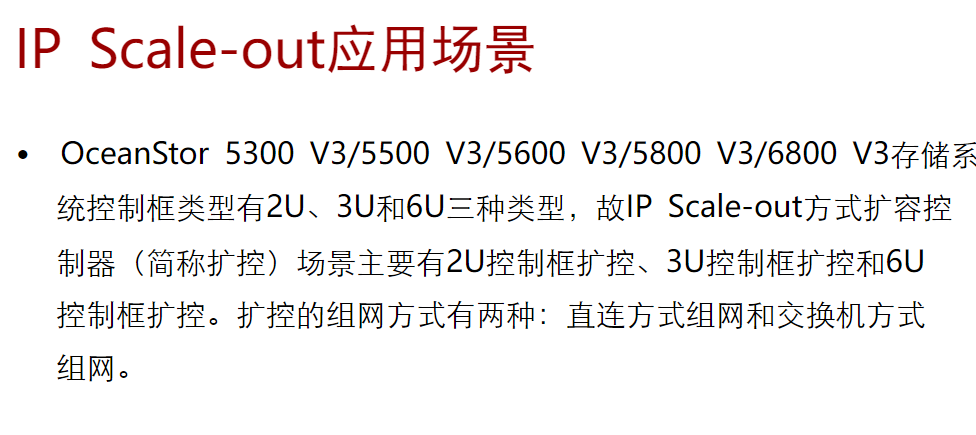 IP Scale-out应用场景
• OceanStor 5300 V3/5500 V3/5600 V3/5800 V3/6800 V3存储系
统控制框类型有2U、3U和6U三种类型，故IP Scale-out方式扩容控
制器（简称扩控）场景主要有2U控制框扩控、3U控制框扩控和6U
控制框扩控。扩控的组网方式有两种：直连方式组网和交换机方式
组网。